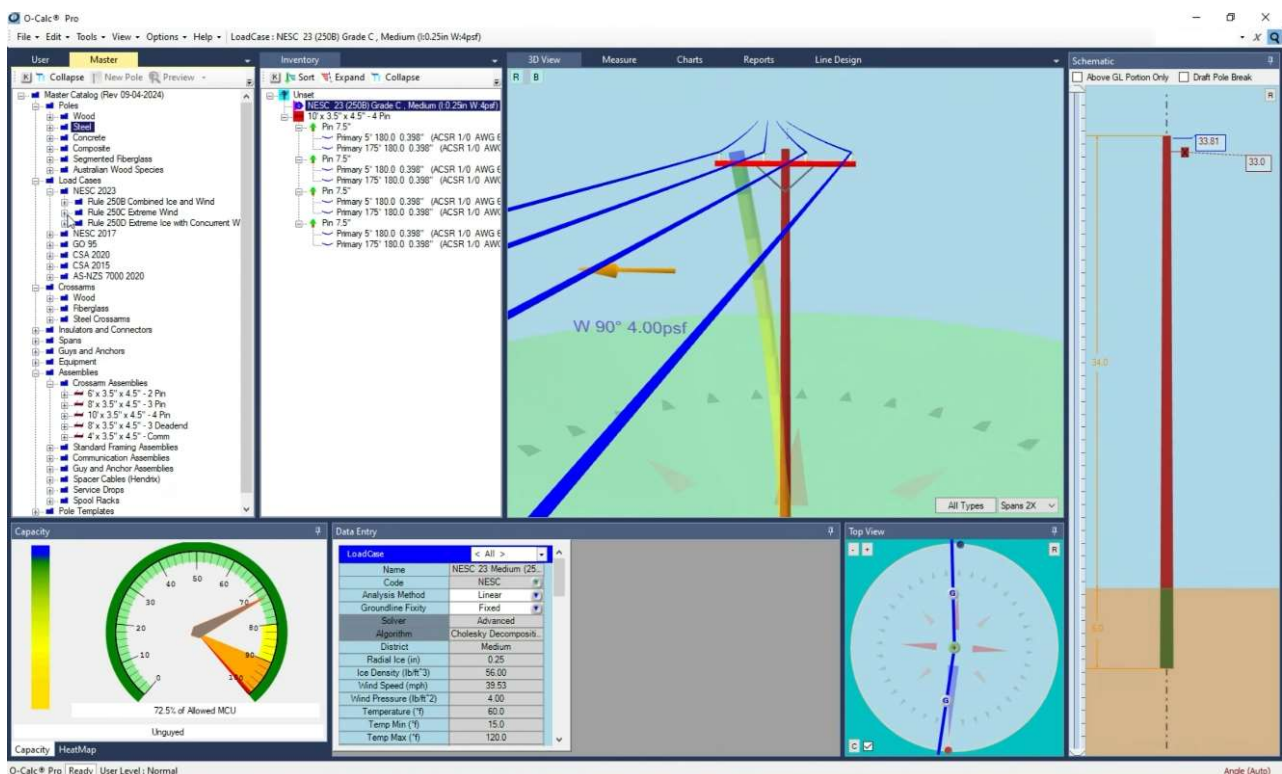 O-Calc® Pro
File Edit Tools View Options Help LoadCase : NESC 23 (250B) Grade C , Medium (I:0.25in W:4psf)
X
User Master
Collapse New Pole Preview
Master Catalog (Rev 09-04-2024)
Poles
Wood
Steel
Concrete
Composite
Segmented Fiberglass
Australian Wood Species
Load Cases
NESC 2023
Rule 250B Combined Ice and Wind
Rule 250C Extreme Wind
Rule 250D Extreme Ice with Concurrent W
NESC 2017
GO 95
CSA 2020
CSA 2015
AS-NZS 7000 2020
Crossarms
Wood
Fiberglass
Steel Crossarms
Insulators and Connectors
Spans
Guys and Anchors
Equipment
Assemblies
Crossarm Assemblies
6' x 3.5" x 4.5" - 2 Pin
8' x 3.5" x 4.5" - 3 Pin
10' x 3.5" x 4.5" - 4 Pin
8' x 3.5" x 4.5" - 3 Deadend
4' x 3.5" x 4.5" - Comm
Standard Framing Assemblies
Communication Assemblies
Guy and Anchor Assemblies
Spacer Cables (Hendrix)
Service Drops
Spool Racks
Pole Templates
Inventory
Sort Expand Collapse
Unset
NESC 23 (250B) Grade C , Medium (I:0.25in W:4psf)
10' x 3.5" x 4.5" - 4 Pin
Pin 7.5"
Primary 5° 180.0 0.398" (ACSR 1/0 AWG 6
Primary 175° 180.0 0.398" (ACSR 1/0 AWG
Pin 7.5"
Primary 5° 180.0 0.398" (ACSR 1/0 AWG 6
Primary 175° 180.0 0.398" (ACSR 1/0 AWG
Pin 7.5"
Primary 5° 180.0 0.398" (ACSR 1/0 AWG 6
Primary 175° 180.0 0.398" (ACSR 1/0 AWG
Pin 7.5"
Primary 5° 180.0 0.398" (ACSR 1/0 AWG 6
Primary 175° 180.0 0.398" (ACSR 1/0 AWG
3D View Measure Charts Reports Line Design
R B
W 90° 4.00psf
All Types Spans 2X
Schematic
Above GL Portion Only Draft Pole Break
R
33.81
33.0
34.0
6.0
Capacity
0 10 20 30 40 50 60 70 80 90 100
72.5% of Allowed MCU
Unguyed
Capacity HeatMap
Data Entry
LoadCase < All >
Name NESC 23 Medium (25...
Code NESC
Analysis Method Linear
Groundline Fixity Fixed
Solver Advanced
Algorithm Cholesky Decompositi...
District Medium
Radial Ice (in) 0.25
Ice Density (lb/ft^3) 56.00
Wind Speed (mph) 39.53
Wind Pressure (lb/ft^2) 4.00
Temperature (°f) 60.0
Temp Min (°f) 15.0
Temp Max (°f) 120.0
Top View
- + R
G
G
C
O-Calc® Pro Ready User Level : Normal
Angle (Auto)